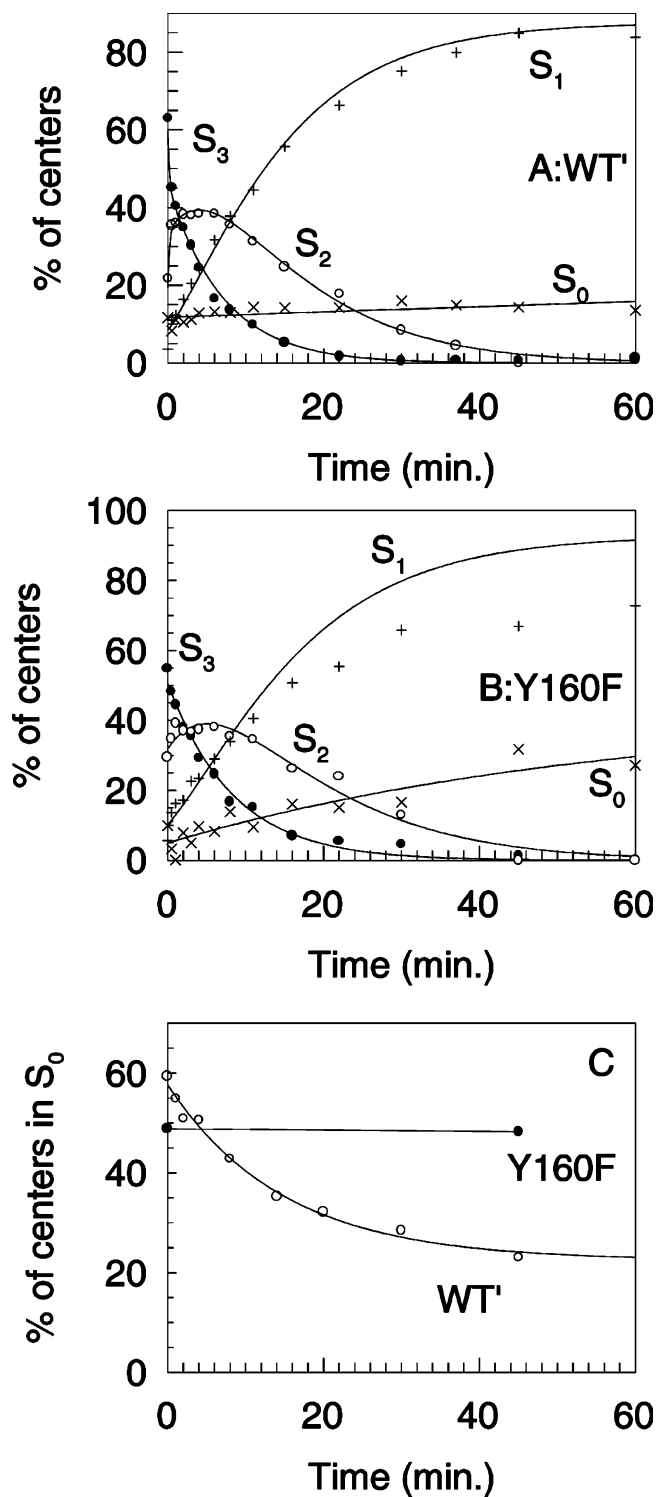 80
60
40
20
0
% of centers
S3
S2
S1
S0
A:WT'
0 20 40 60
Time (min.)
100
80
60
40
20
0
% of centers
S3
S2
S1
S0
B:Y160F
0 20 40 60
Time (min.)
60
40
20
0
% of centers in S0
C
Y160F
WT'
0 20 40 60
Time (min.)